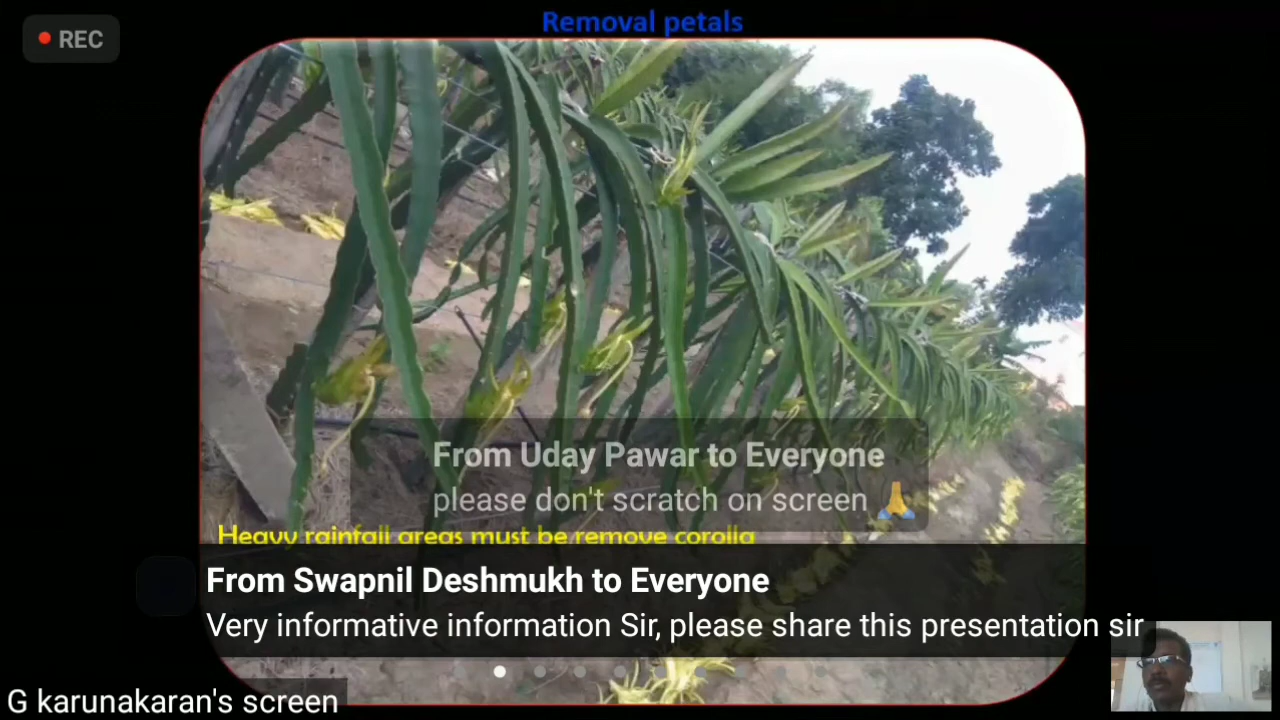 Removal petals
REC
From Uday Pawar to Everyone
please don't scratch on screen 🙏
Heavy rainfall areas must be remove corolla
From Swapnil Deshmukh to Everyone
Very informative information Sir, please share this presentation sir
G karunakaran's screen